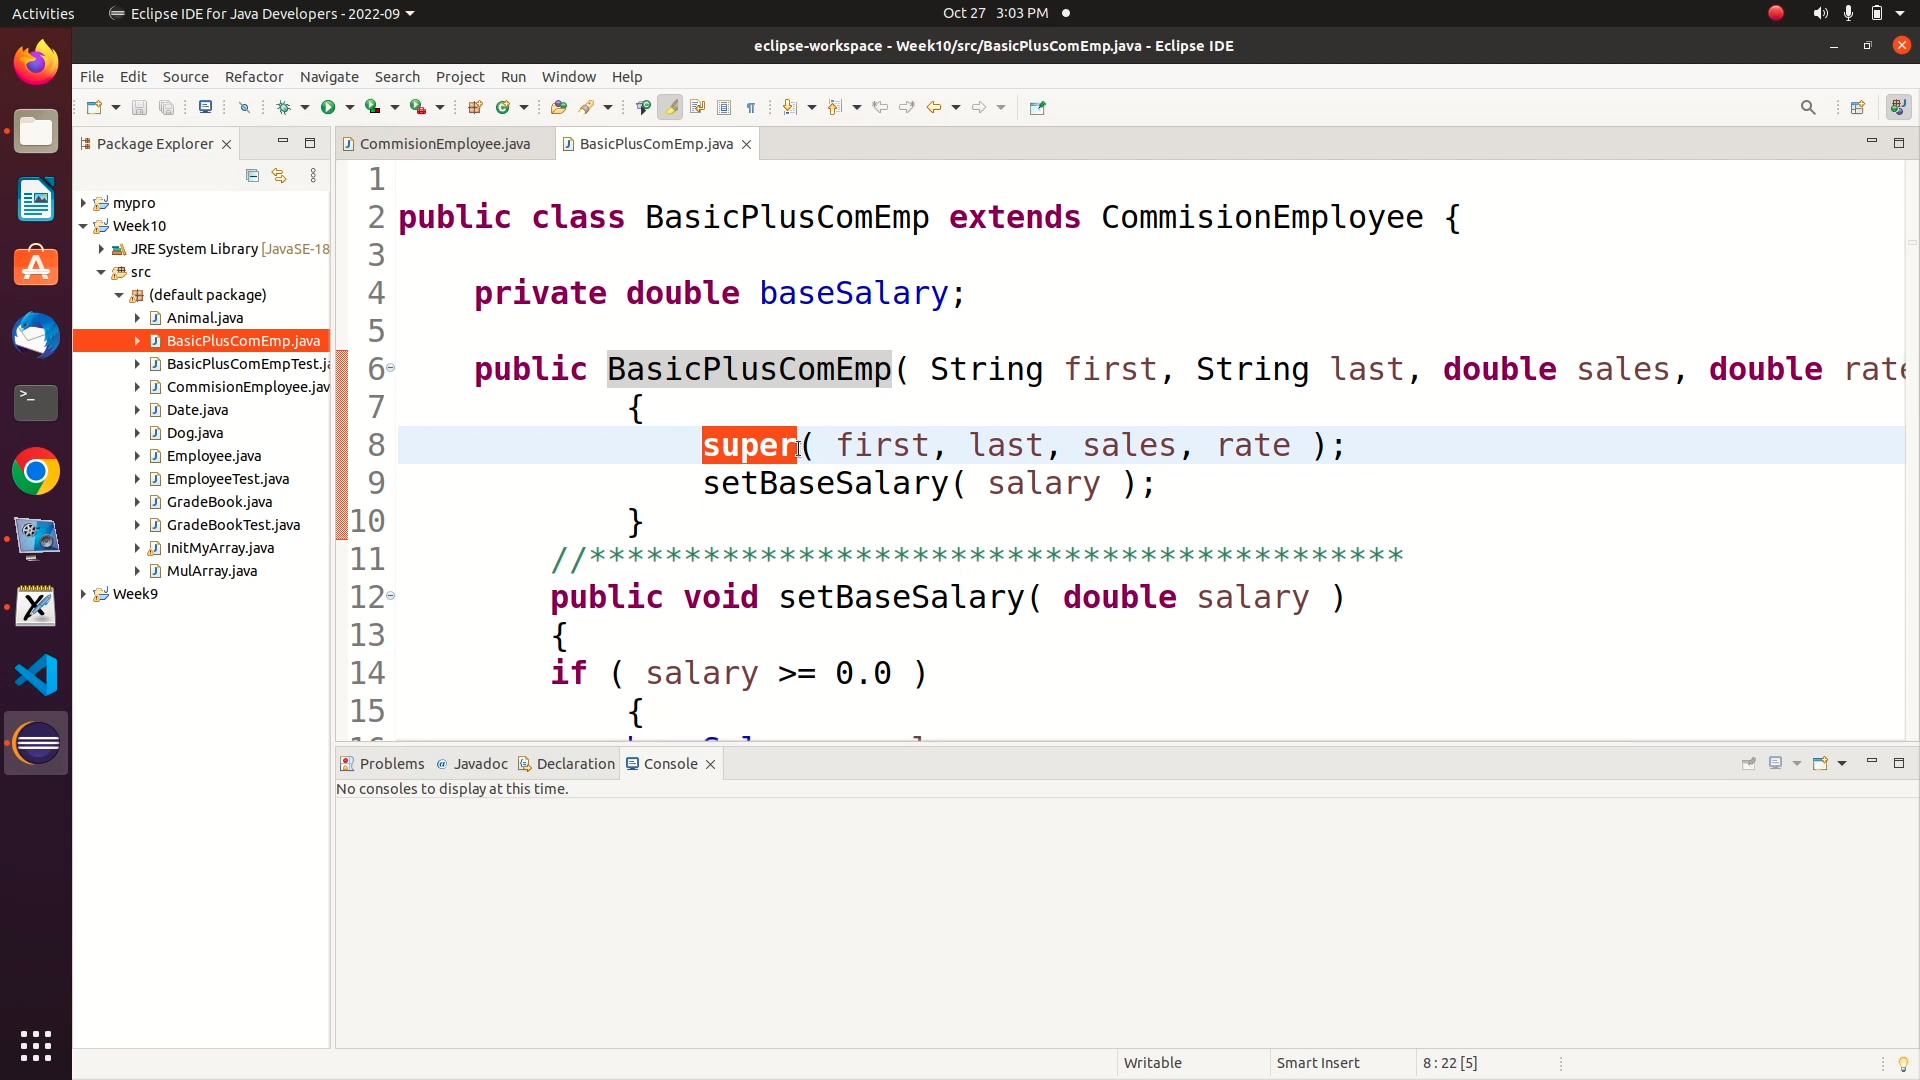 Activities
Eclipse IDE for Java Developers - 2022-09
Oct 27 3:03 PM
eclipse-workspace - Week10/src/BasicPlusComEmp.java - Eclipse IDE
File Edit Source Refactor Navigate Search Project Run Window Help
Package Explorer
mypro
Week10
JRE System Library [JavaSE-18
src
(default package)
Animal.java
BasicPlusComEmp.java
BasicPlusComEmpTest.ja
CommisionEmployee.jav
Date.java
Dog.java
Employee.java
EmployeeTest.java
GradeBook.java
GradeBookTest.java
InitMyArray.java
MulArray.java
Week9
CommisionEmployee.java
BasicPlusComEmp.java
1
2 public class BasicPlusComEmp extends CommisionEmployee {
3
4 private double baseSalary;
5
6 public BasicPlusComEmp( String first, String last, double sales, double rate
7 {
8 super( first, last, sales, rate );
9 setBaseSalary( salary );
10 }
11 //*******************************************
12 public void setBaseSalary( double salary )
13 {
14 if ( salary >= 0.0 )
15 {
Problems
Javadoc
Declaration
Console
No consoles to display at this time.
Writable
Smart Insert
8 : 22 [5]